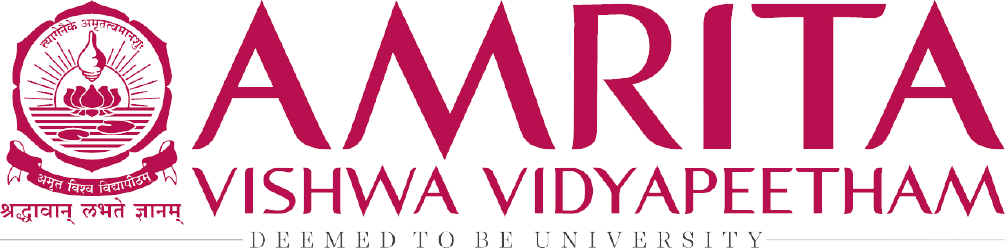 त्यागेनैके अमृतत्वमानशुः
अमृत विश्व विद्यापीठम्
श्रद्धावान् लभते ज्ञानम्
AMRITA
VISHWA VIDYAPEETHAM
DEEMED TO BE UNIVERSITY